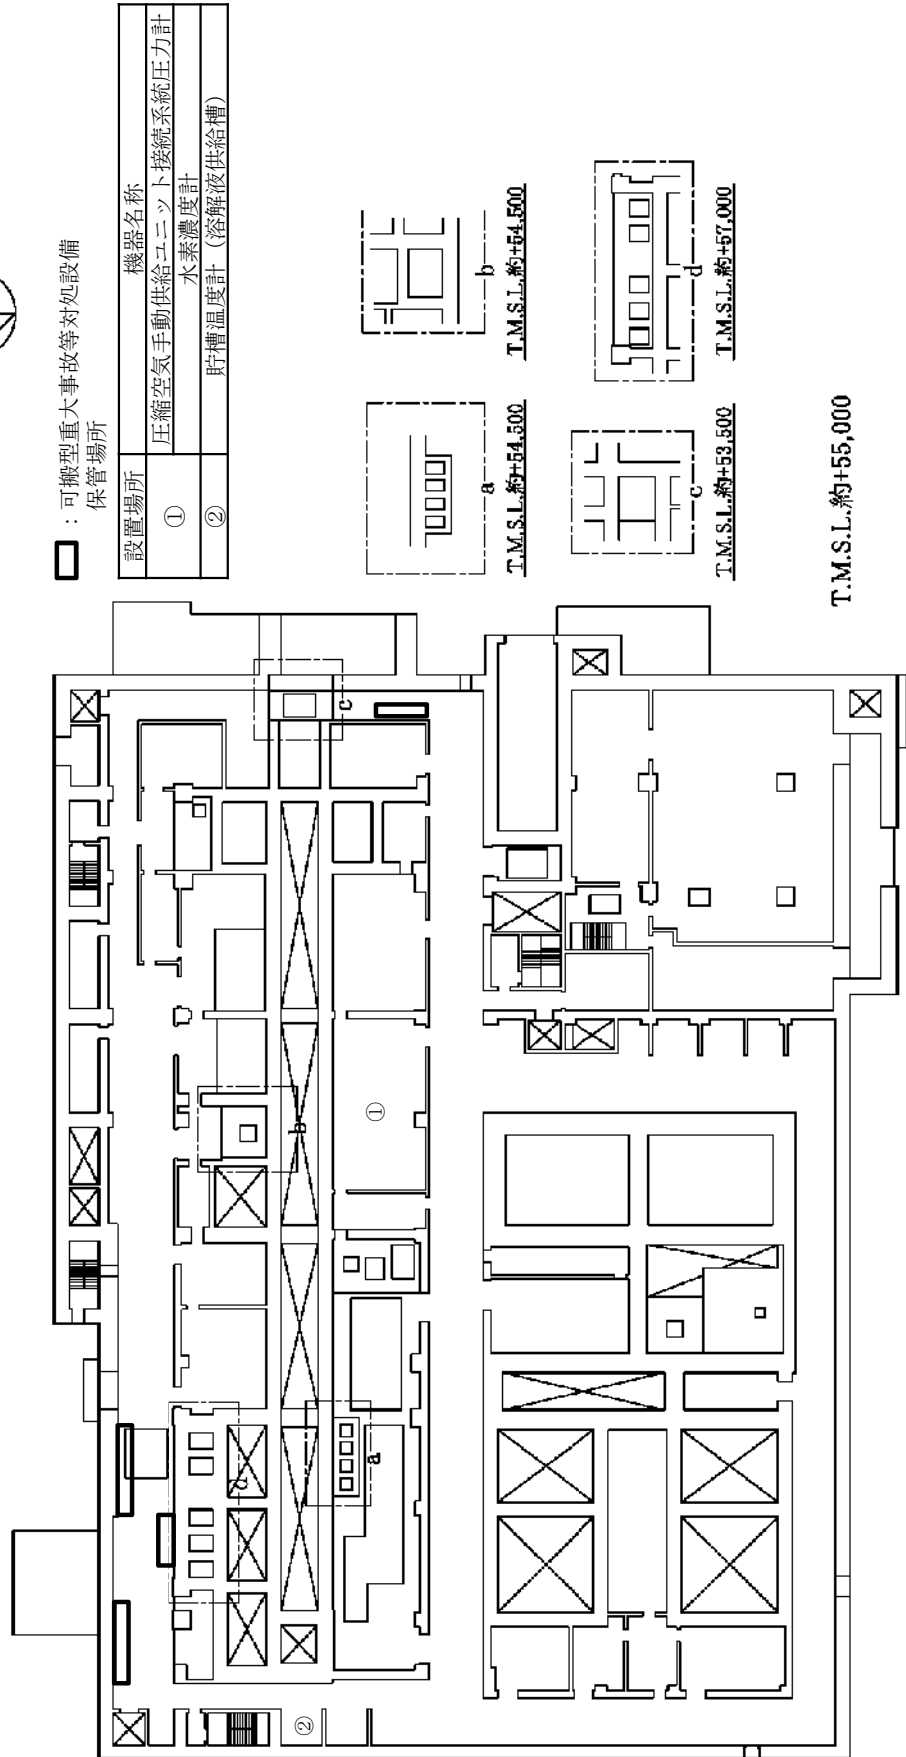 ：可搬型重大事故等対処設備
保管場所
設置場所 機器名称
① 圧縮空気手動供給ユニット接続系統圧力計
水素濃度計
② 貯槽温度計（溶解液供給槽）
a
T.M.S.L.約+54,500
b
T.M.S.L.約+54,500
c
T.M.S.L.約+53,500
d
T.M.S.L.約+57,000
T.M.S.L.約+55,000
c
b
①
d
a
②